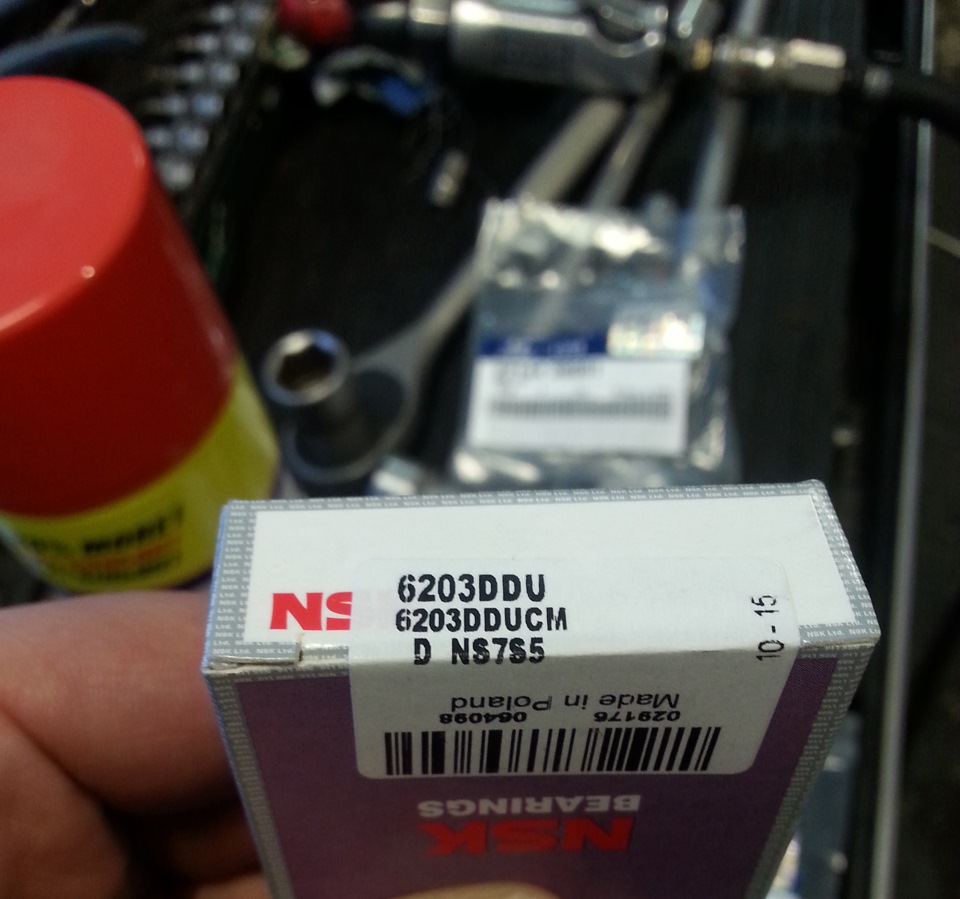 NS
6203DDU
6203DDUCM
D NS7S5
10-15
Made in Poland
029176 064098
NSK
BEARINGS